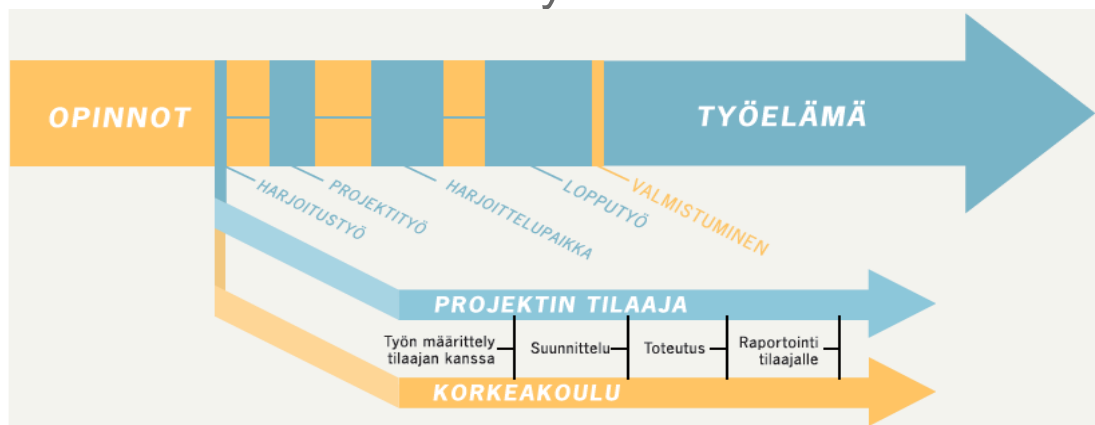 OPINNOT
TYÖELÄMÄ
HARJOITUSTYÖ
PROJEKTITYÖ
HARJOITTELUPAIKKA
LOPPUTYÖ
VALMISTUMINEN
PROJEKTIN TILAAJA
Työn määrittely
tilaajan kanssa
Suunnittelu
Toteutus
Raportointi
tilaajalle
KORKEAKOULU